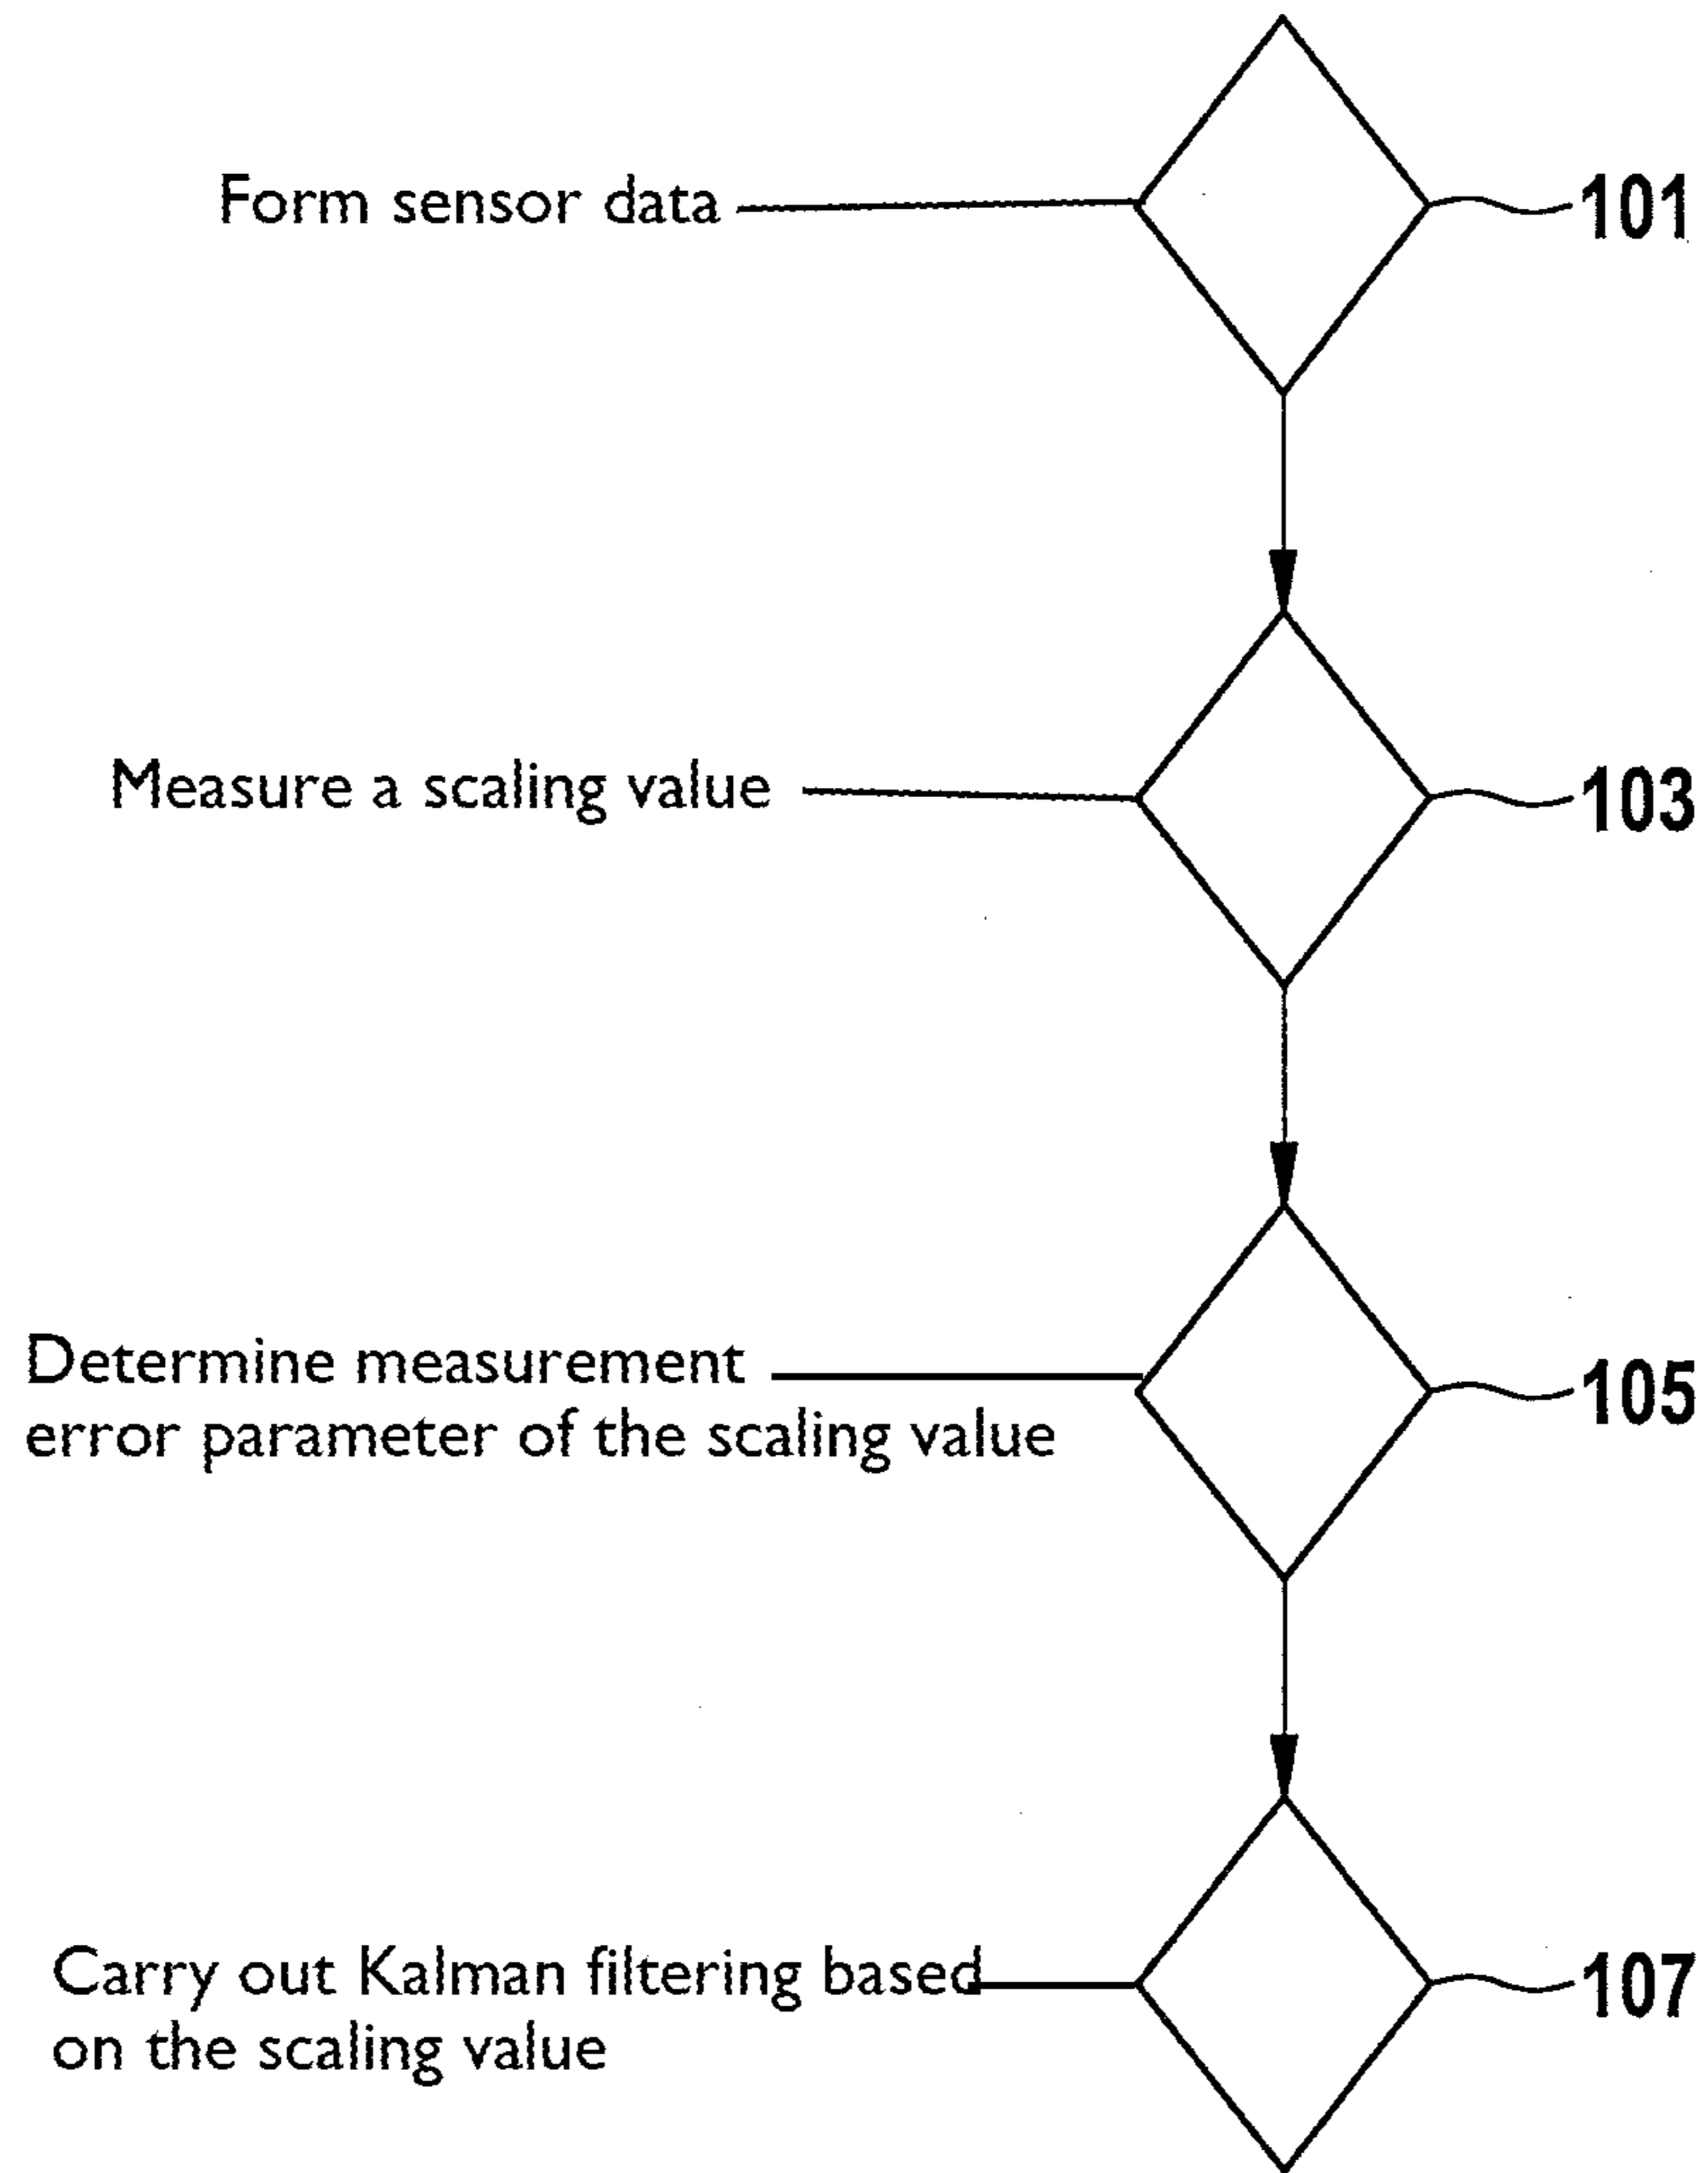 Form sensor data
101
Measure a scaling value
103
Determine measurement
error parameter of the scaling value
105
Carry out Kalman filtering based
on the scaling value
107